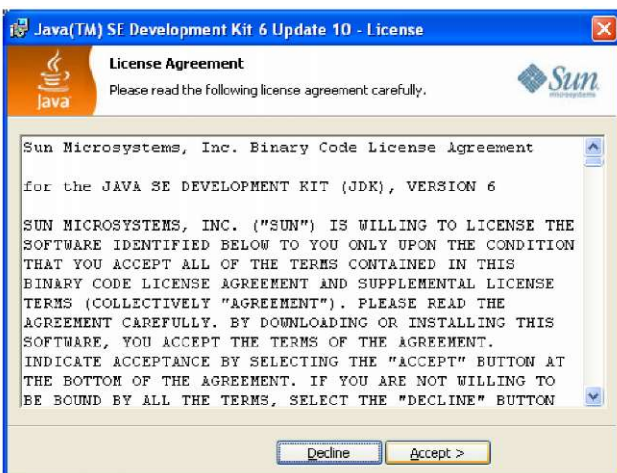 Java(TM) SE Development Kit 6 Update 10 - License
License Agreement
Please read the following license agreement carefully.
Java
Sun
microsystems
Sun Microsystems, Inc. Binary Code License Agreement
for the JAVA SE DEVELOPMENT KIT (JDK), VERSION 6
SUN MICROSYSTEMS, INC. ("SUN") IS WILLING TO LICENSE THE
SOFTWARE IDENTIFIED BELOW TO YOU ONLY UPON THE CONDITION
THAT YOU ACCEPT ALL OF THE TERMS CONTAINED IN THIS
BINARY CODE LICENSE AGREEMENT AND SUPPLEMENTAL LICENSE
TERMS (COLLECTIVELY "AGREEMENT"). PLEASE READ THE
AGREEMENT CAREFULLY. BY DOWNLOADING OR INSTALLING THIS
SOFTWARE, YOU ACCEPT THE TERMS OF THE AGREEMENT.
INDICATE ACCEPTANCE BY SELECTING THE "ACCEPT" BUTTON AT
THE BOTTOM OF THE AGREEMENT. IF YOU ARE NOT WILLING TO
BE BOUND BY ALL THE TERMS, SELECT THE "DECLINE" BUTTON
Decline
Accept >